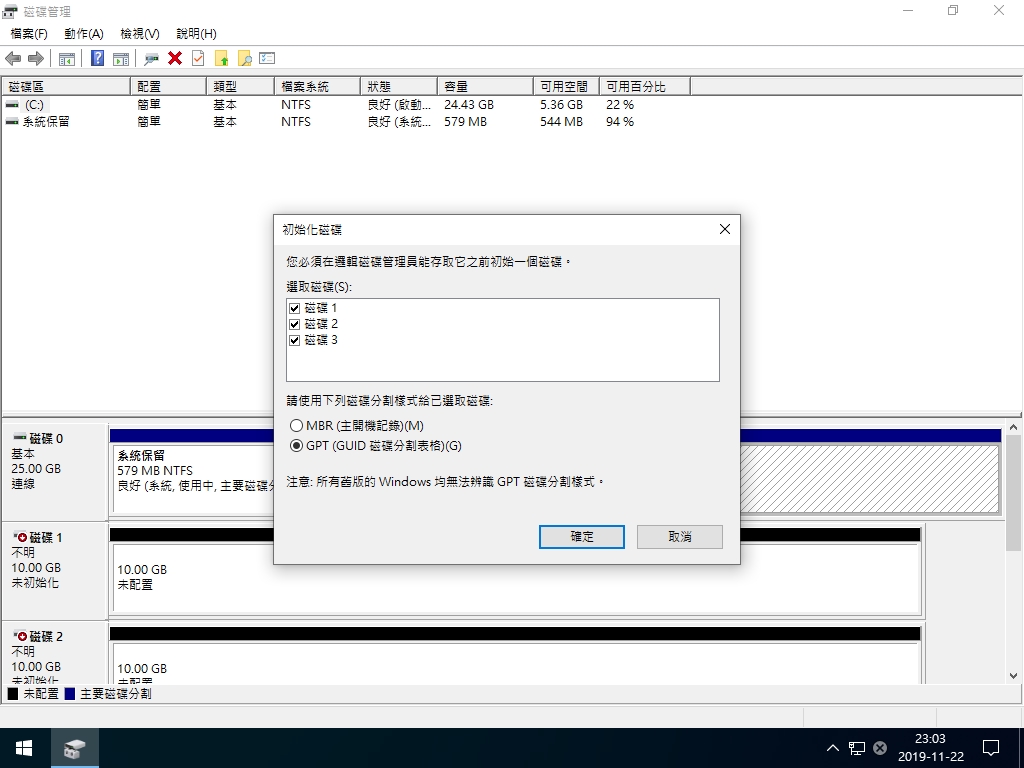 磁碟管理
檔案(F) 動作(A) 檢視(V) 說明(H)
磁碟區 配置 類型 檔案系統 狀態 容量 可用空間 可用百分比
(C:) 簡單 基本 NTFS 良好 (啟動... 24.43 GB 5.36 GB 22 %
系統保留 簡單 基本 NTFS 良好 (系統... 579 MB 544 MB 94 %
初始化磁碟
您必須在邏輯磁碟管理員能存取它之前初始一個磁碟。
選取磁碟(S):
磁碟 1
磁碟 2
磁碟 3
請使用下列磁碟分割樣式給已選取磁碟:
MBR (主開機記錄)(M)
GPT (GUID 磁碟分割表格)(G)
注意: 所有舊版的 Windows 均無法辨識 GPT 磁碟分割樣式。
確定 取消
磁碟 0
基本
25.00 GB
連線
系統保留
579 MB NTFS
良好 (系統, 使用中, 主要磁碟分
磁碟 1
不明
10.00 GB
未初始化
10.00 GB
未配置
磁碟 2
不明
10.00 GB
未初始化
10.00 GB
未配置
未配置 主要磁碟分割
23:03
2019-11-22